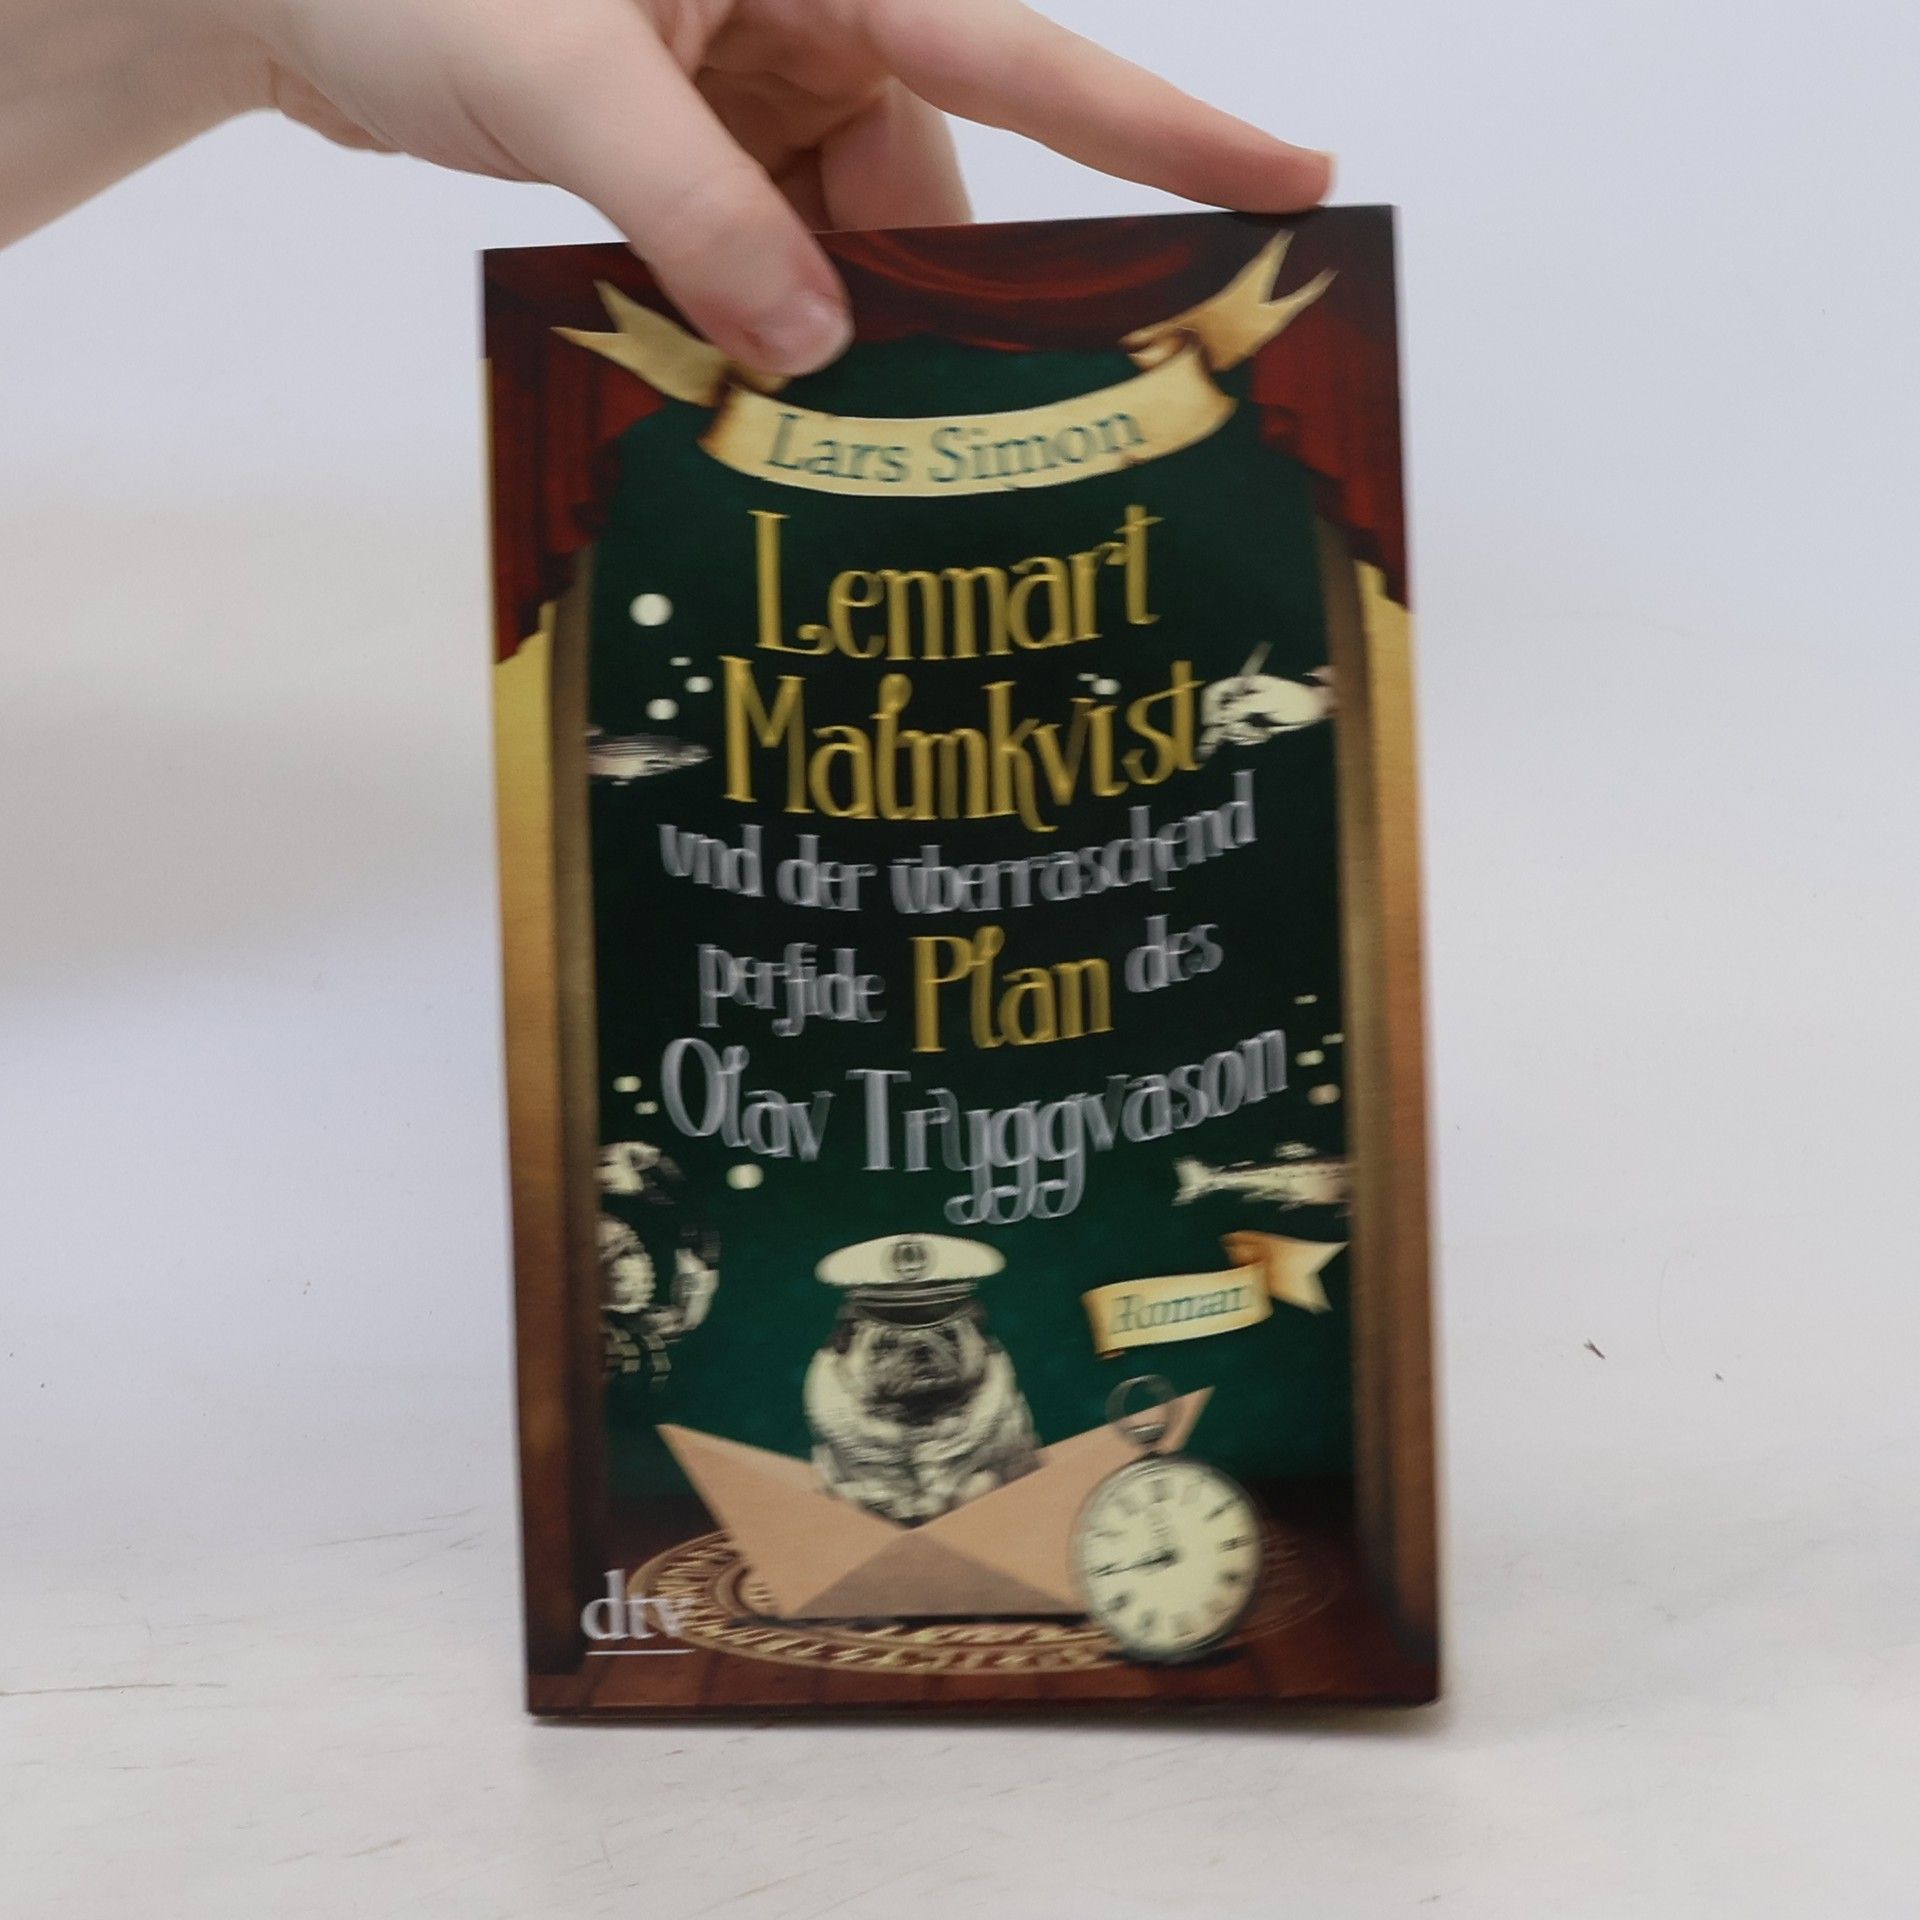 Lars Simon
Lennart
Malmkvist
und der überraschend
perfide Plan des
Olav Tryggvason
Roman
dtv